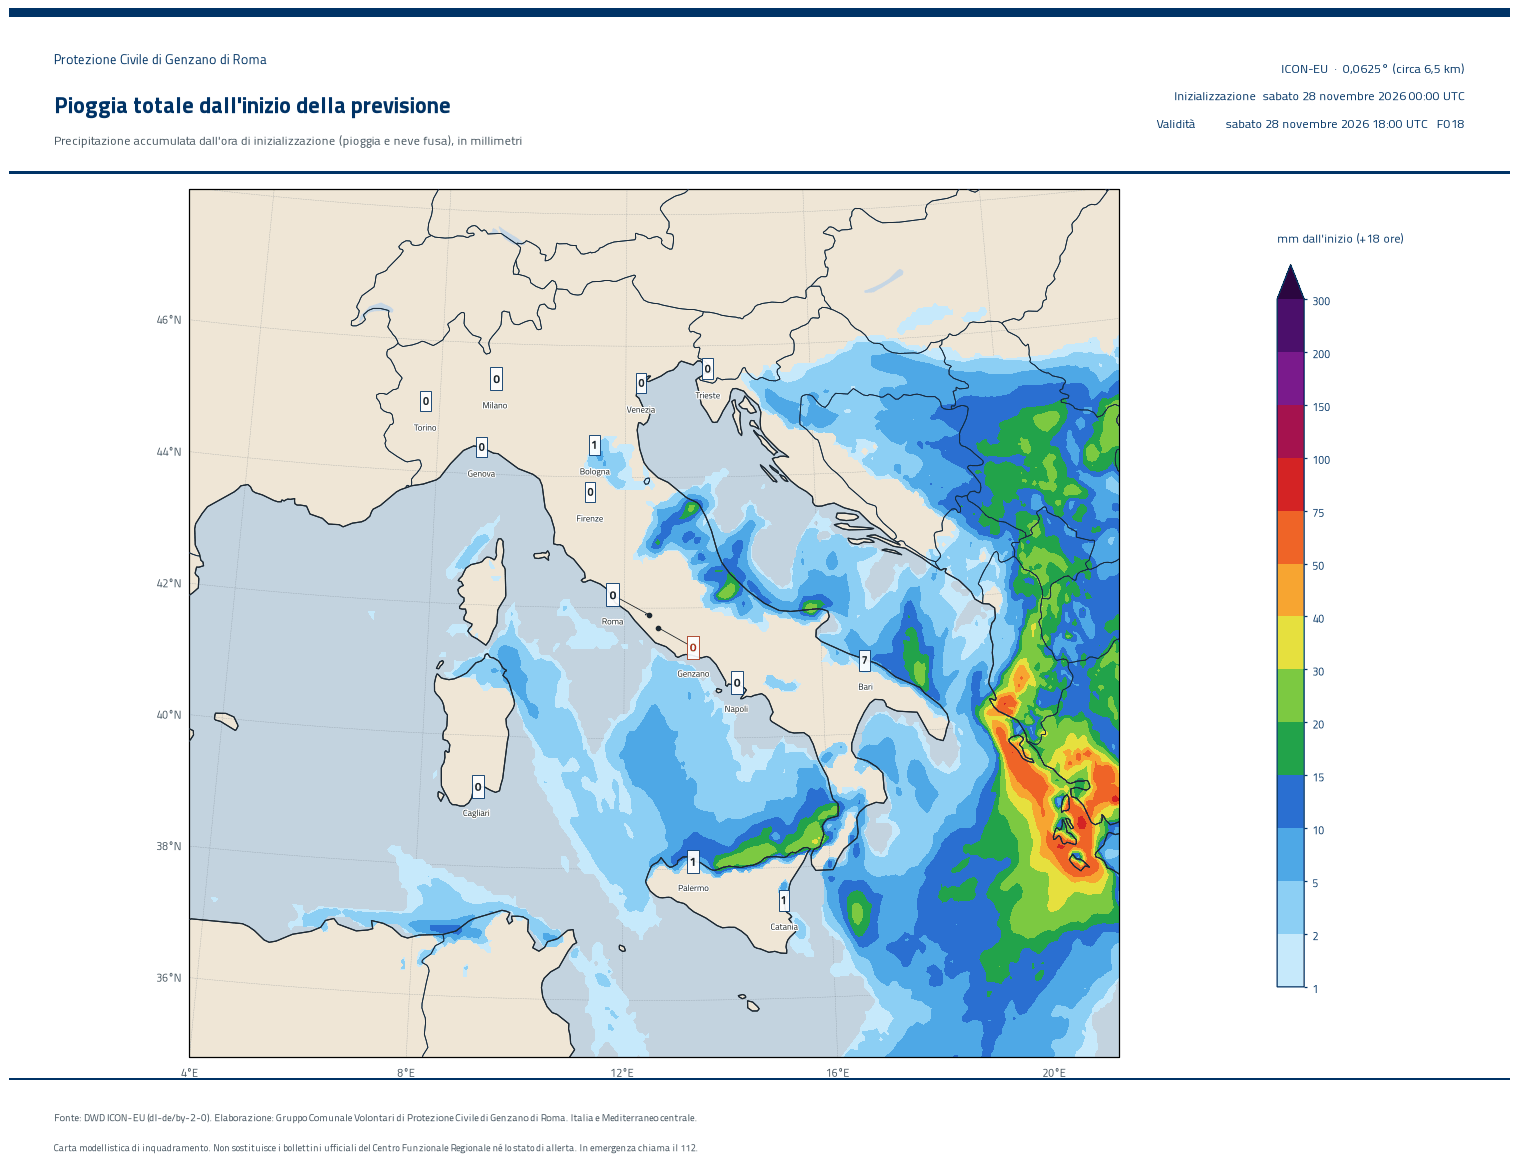 Protezione Civile di Genzano di Roma
Pioggia totale dall'inizio della previsione
Precipitazione accumulata dall'ora di inizializzazione (pioggia e neve fusa), in millimetri
ICON-EU · 0,0625° (circa 6,5 km)
Inizializzazione sabato 28 novembre 2026 00:00 UTC
Validità sabato 28 novembre 2026 18:00 UTC F018
mm dall'inizio (+18 ore)
300
200
150
100
75
50
40
30
20
15
10
5
2
1
46°N
44°N
42°N
40°N
38°N
36°N
4°E
8°E
12°E
16°E
20°E
0
Milano
0
Torino
0
Genova
0
Venezia
0
Trieste
1
Bologna
0
Firenze
0
Roma
0
Genzano
0
Napoli
7
Bari
0
Cagliari
1
Palermo
1
Catania
Fonte: DWD ICON-EU (dl-de/by-2-0). Elaborazione: Gruppo Comunale Volontari di Protezione Civile di Genzano di Roma. Italia e Mediterraneo centrale.
Carta modellistica di inquadramento. Non sostituisce i bollettini ufficiali del Centro Funzionale Regionale né lo stato di allerta. In emergenza chiama il 112.